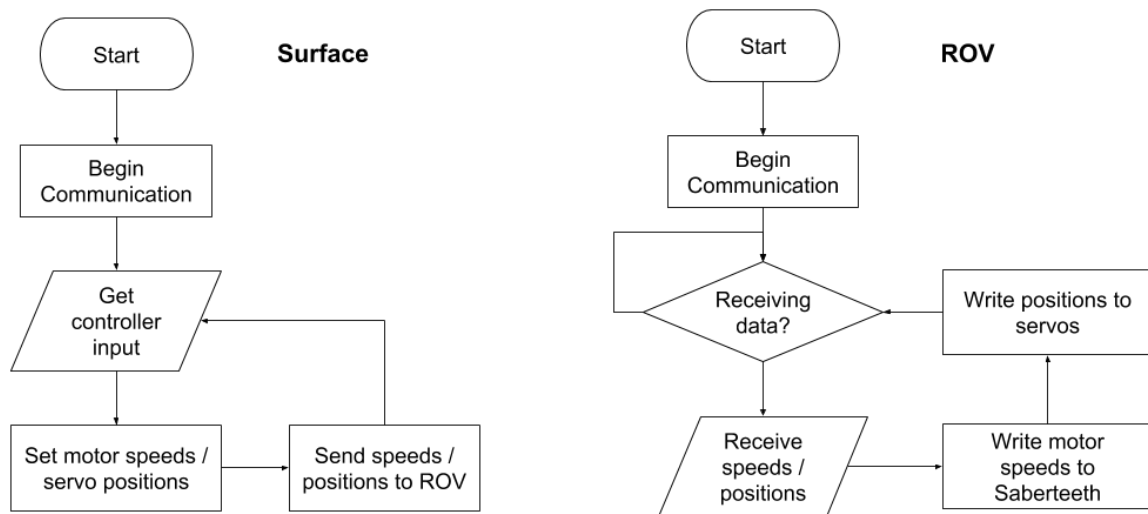 Surface
Start
Begin
Communication
Get
controller
input
Set motor speeds /
servo positions
Send speeds /
positions to ROV
ROV
Start
Begin
Communication
Receiving
data?
Receive
speeds /
positions
Write motor
speeds to
Saberteeth
Write positions to
servos